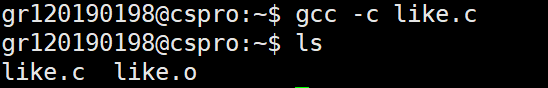 gr120190198@cspro:~$ gcc -c like.c
gr120190198@cspro:~$ ls
like.c  like.o